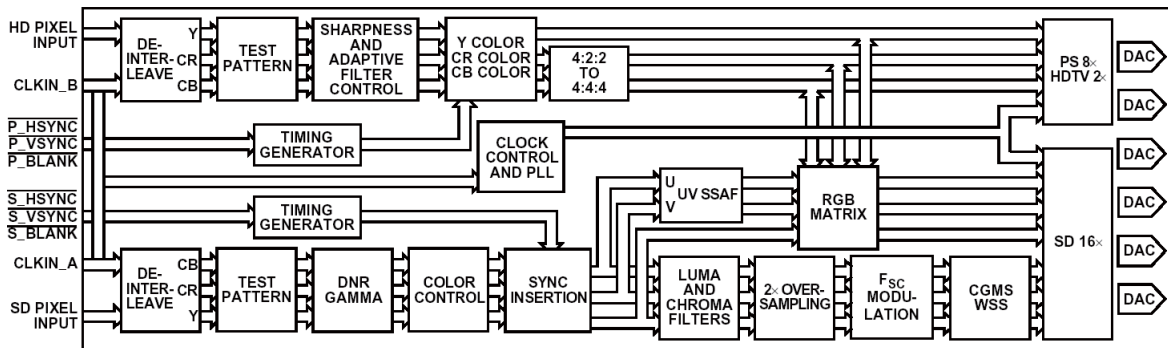 HD PIXEL
INPUT
CLKIN_B
DE-
INTER-
LEAVE
Y
CR
CB
TEST
PATTERN
SHARPNESS
AND
ADAPTIVE
FILTER
CONTROL
Y COLOR
CR COLOR
CB COLOR
4:2:2
TO
4:4:4
PS 8×
HDTV 2×
DAC
DAC
DAC
DAC
DAC
DAC
P_HSYNC
P_VSYNC
P_BLANK
TIMING
GENERATOR
CLOCK
CONTROL
AND PLL
S_HSYNC
S_VSYNC
S_BLANK
TIMING
GENERATOR
U
V
UV SSAF
RGB
MATRIX
SD 16×
CLKIN_A
SD PIXEL
INPUT
DE-
INTER-
LEAVE
CB
CR
Y
TEST
PATTERN
DNR
GAMMA
COLOR
CONTROL
SYNC
INSERTION
LUMA
AND
CHROMA
FILTERS
2× OVER-
SAMPLING
FSC
MODU-
LATION
CGMS
WSS